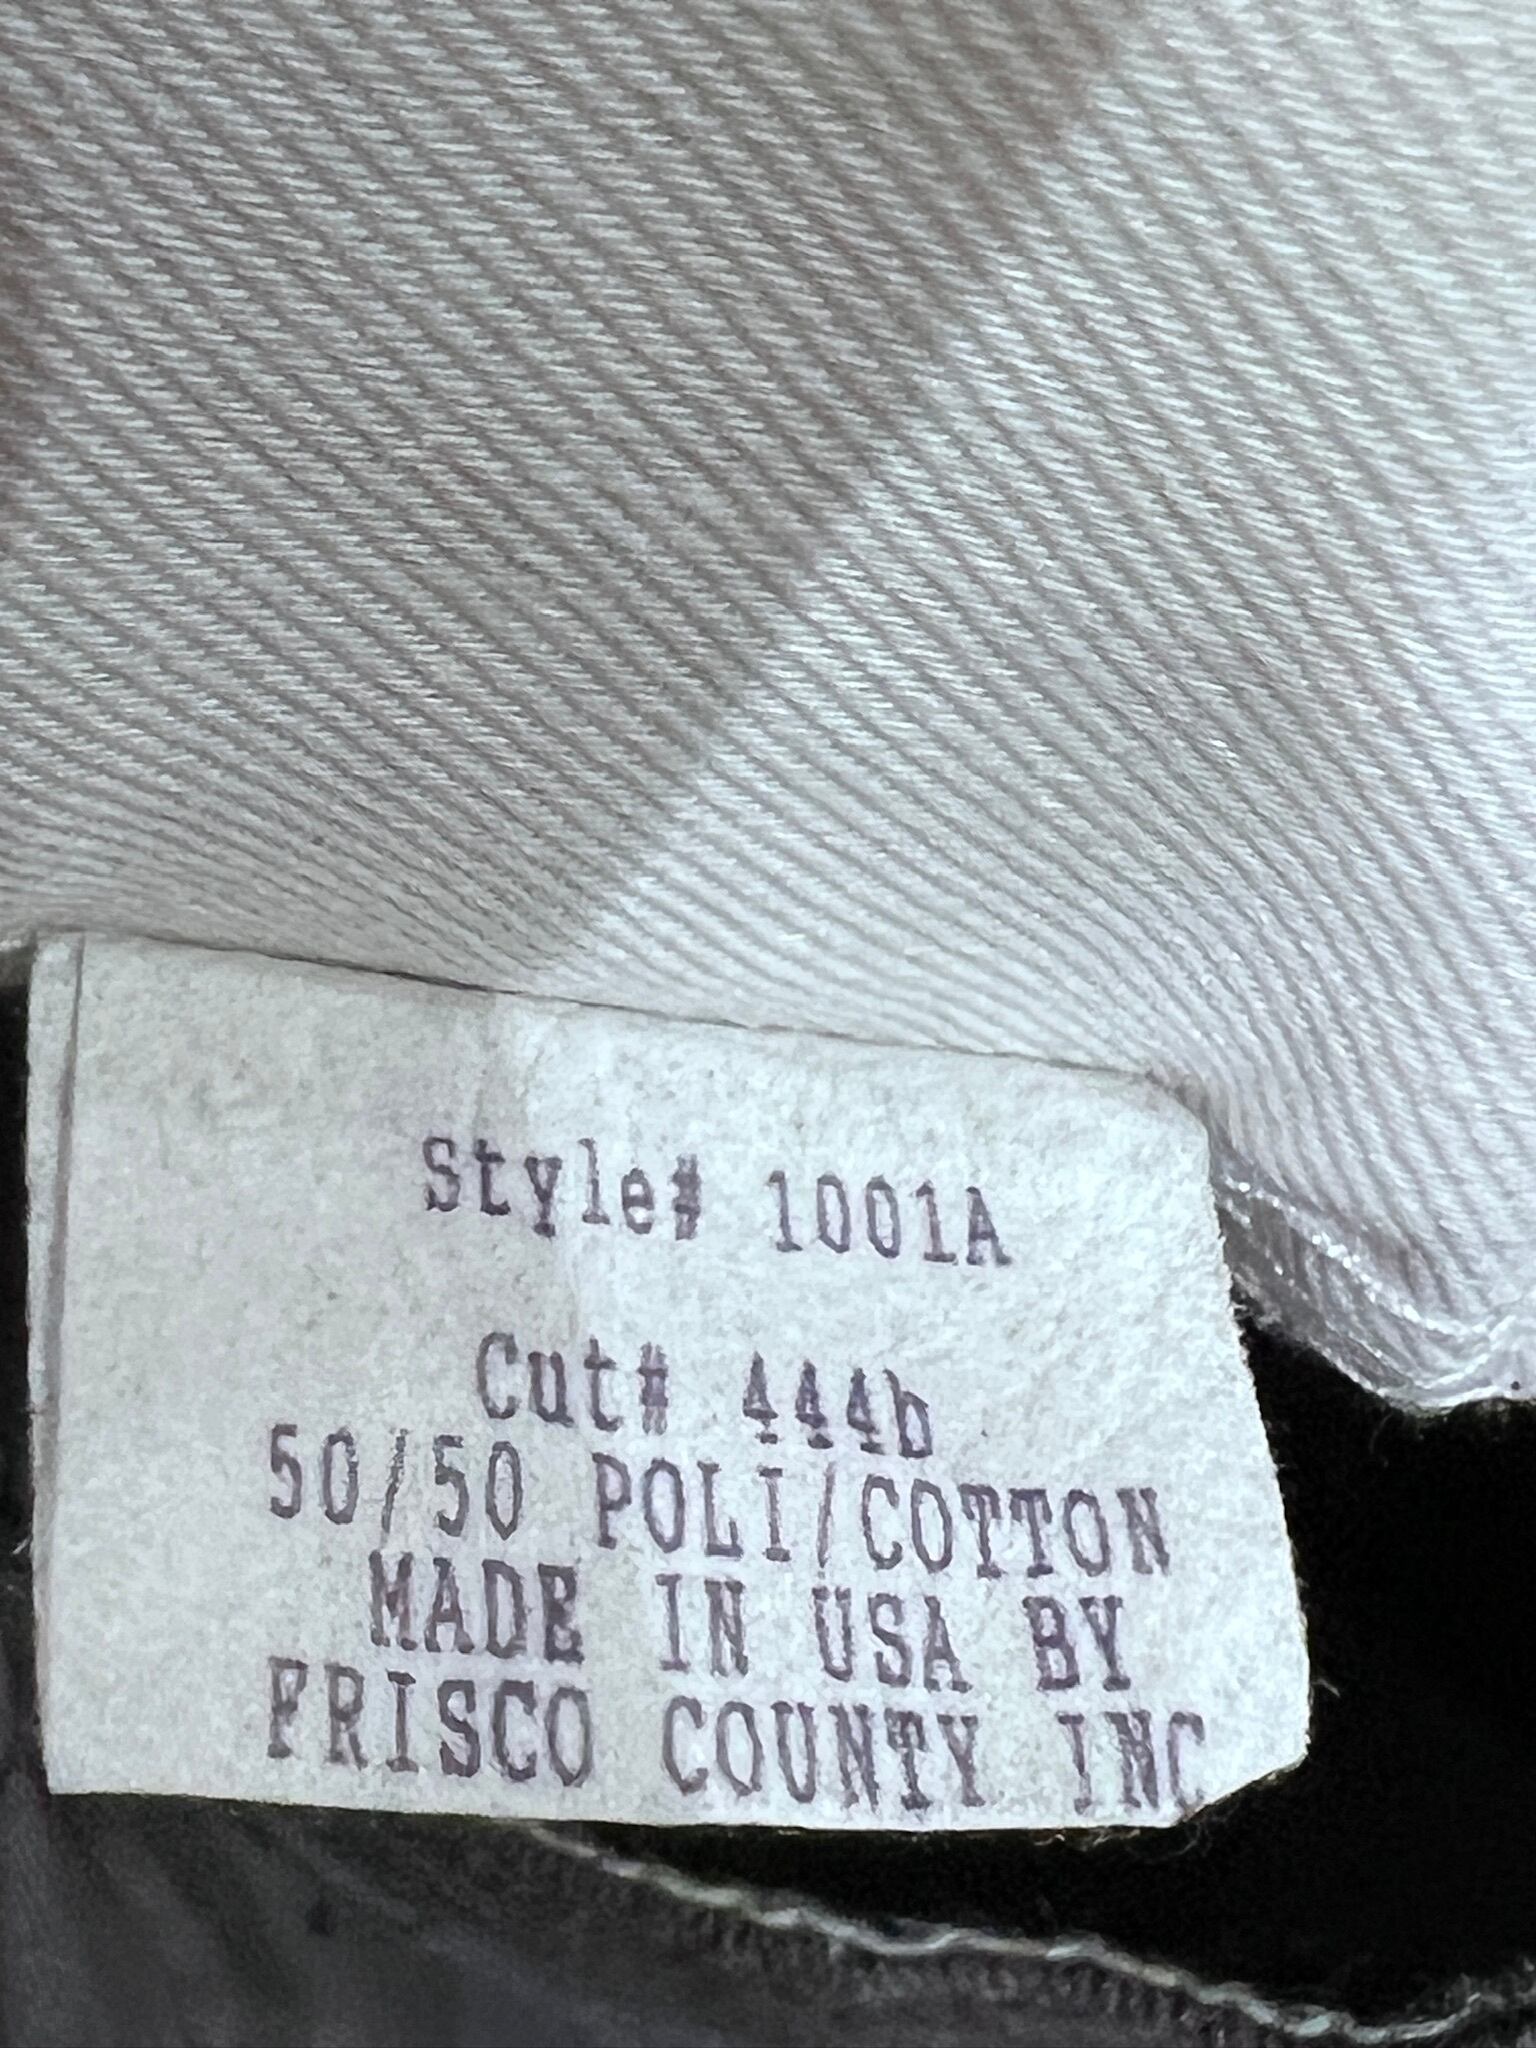 Style# 1001A
Cut# 444b
50/50 POLI/COTTON
MADE IN USA BY
FRISCO COUNTY INC